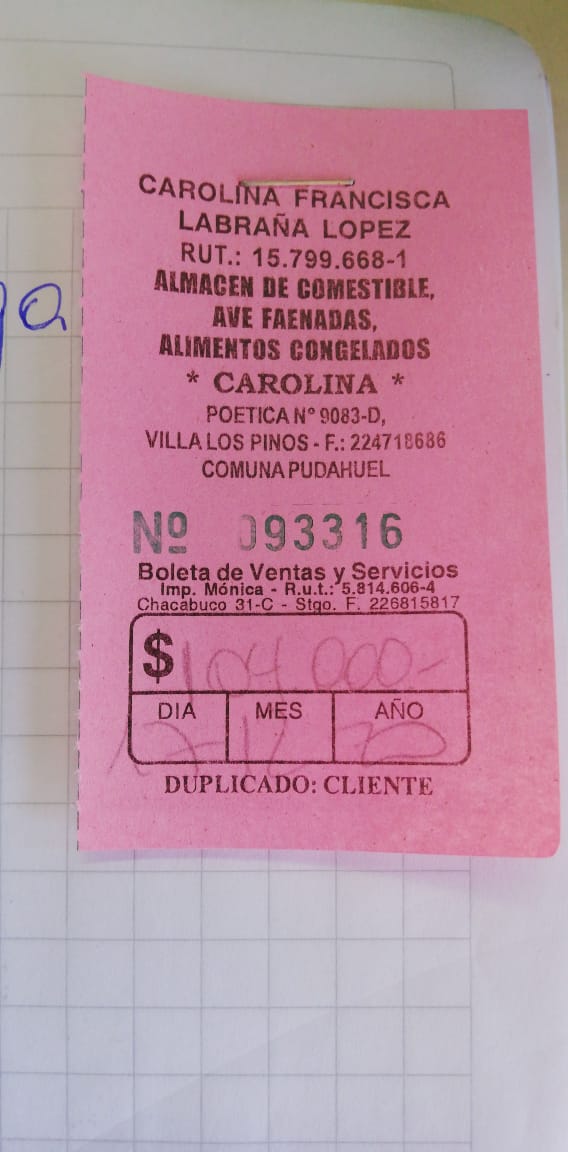 CAROLINA FRANCISCA
LABRAÑA LOPEZ
RUT.: 15.799.668-1
ALMACEN DE COMESTIBLE,
AVE FAENADAS,
ALIMENTOS CONGELADOS
* CAROLINA *
POETICA Nº 9083-D,
VILLA LOS PINOS - F.: 224718686
COMUNA PUDAHUEL
Nº 093316
Boleta de Ventas y Servicios
Imp. Mónica - R.u.t.: 5.814.606-4
Chacabuco 31-C - Stgo. F. 226815817
$ 104.000-
DIA MES AÑO
DUPLICADO: CLIENTE